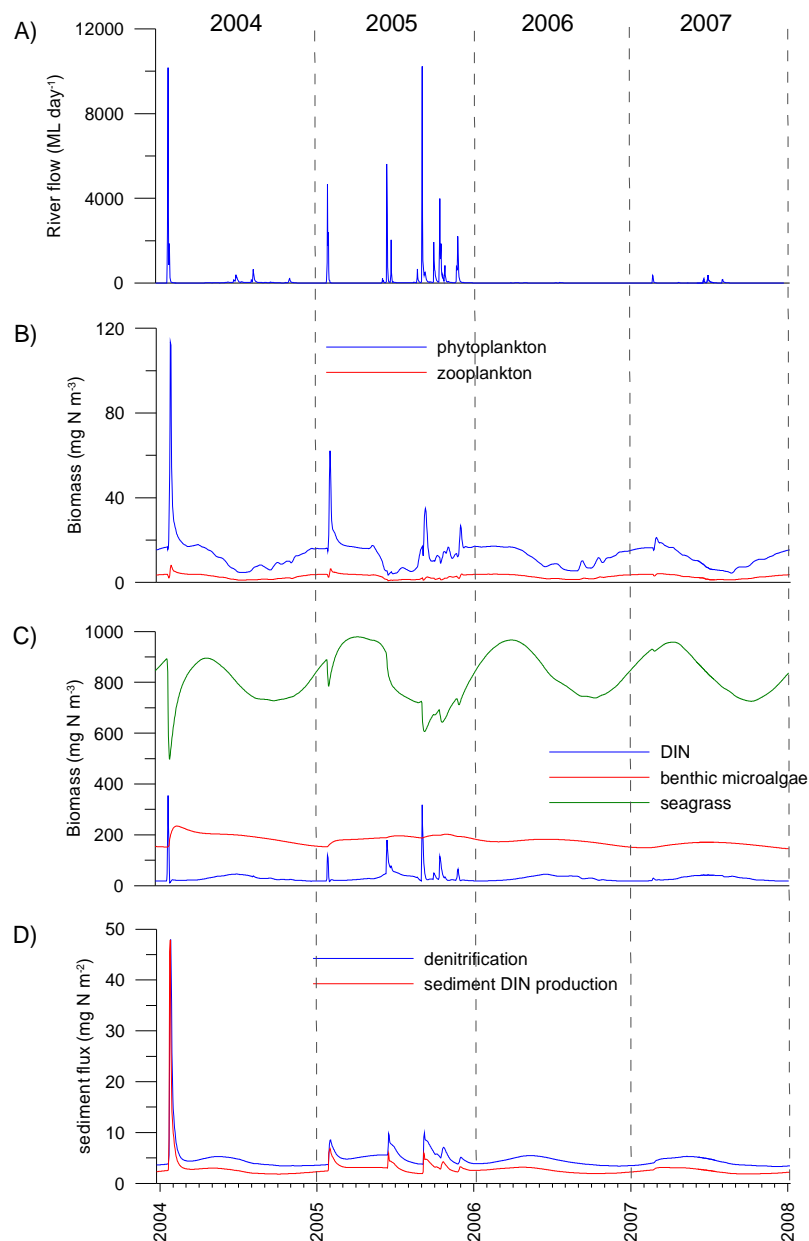 A)
2004 2005 2006 2007
12000
8000
4000
0
River flow (ML day-1)
B)
120
80
40
0
Biomass (mg N m-3)
phytoplankton
zooplankton
C)
1000
800
600
400
200
0
Biomass (mg N m-3)
DIN
benthic microalgae
seagrass
D)
50
40
30
20
10
0
sediment flux (mg N m-2)
denitrification
sediment DIN production
2004 2005 2006 2007 2008